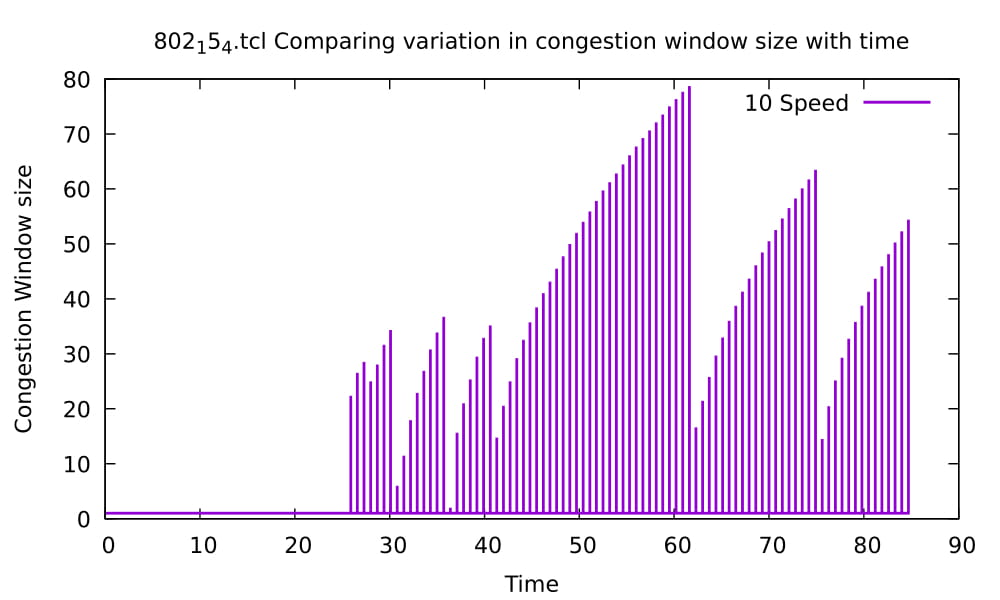 802₁5₄.tcl Comparing variation in congestion window size with time
10 Speed
Congestion Window size
80
70
60
50
40
30
20
10
0
0 10 20 30 40 50 60 70 80 90
Time